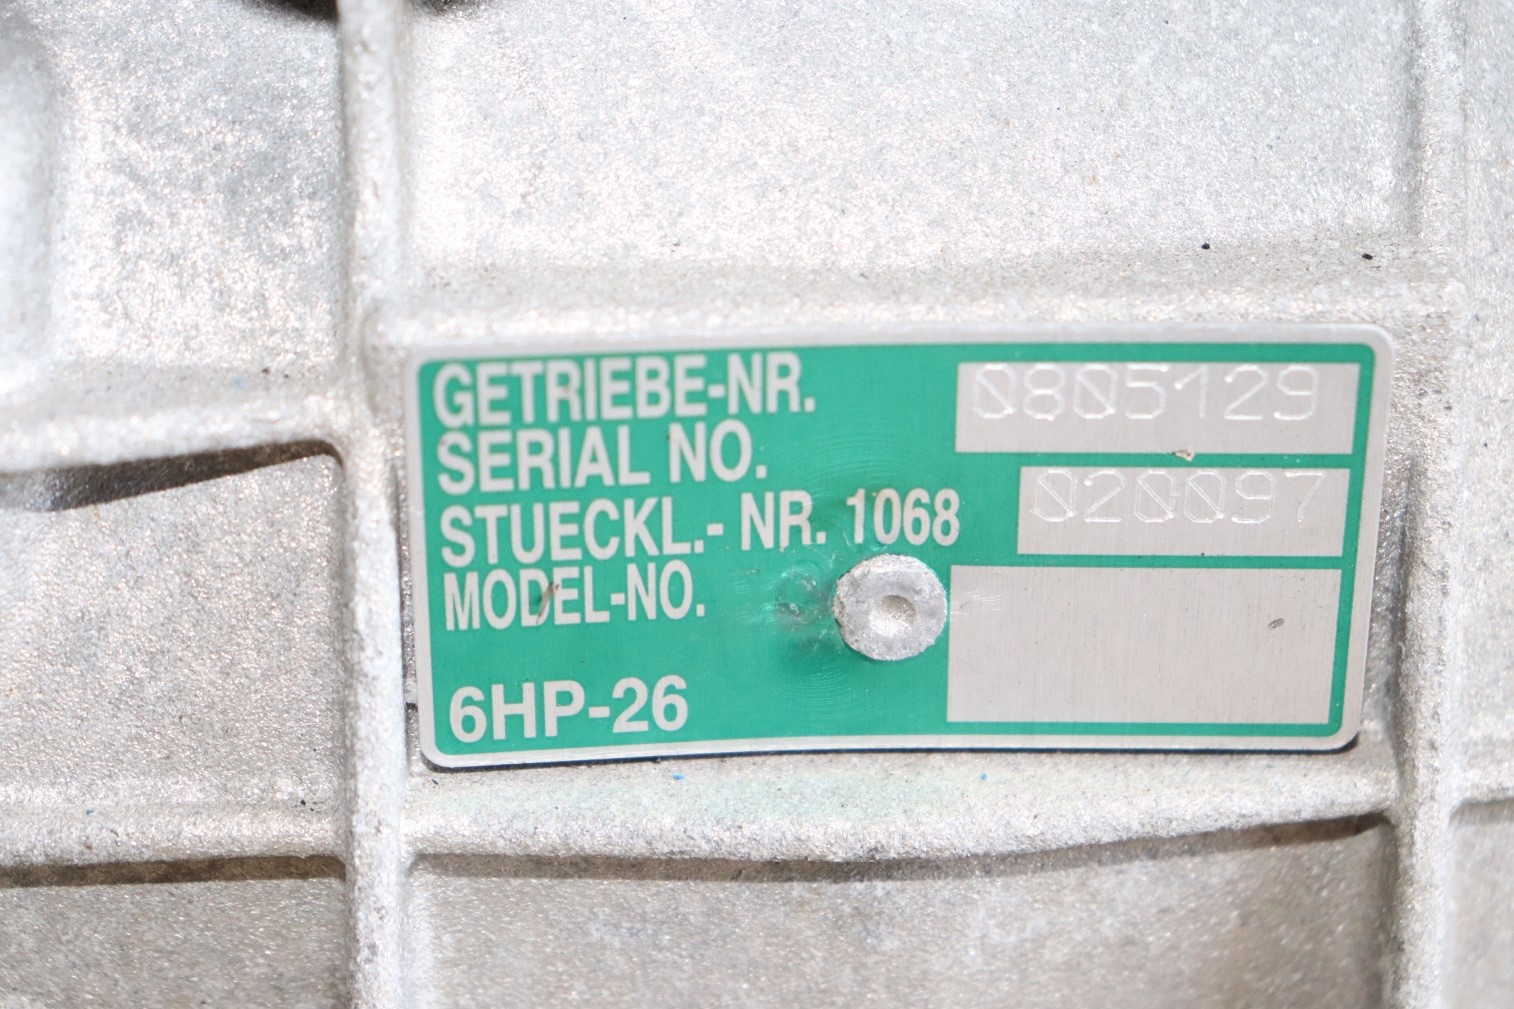 GETRIEBE-NR. 0805129
SERIAL NO.
STUECKL.- NR. 1068 020097
MODEL-NO.
6HP-26